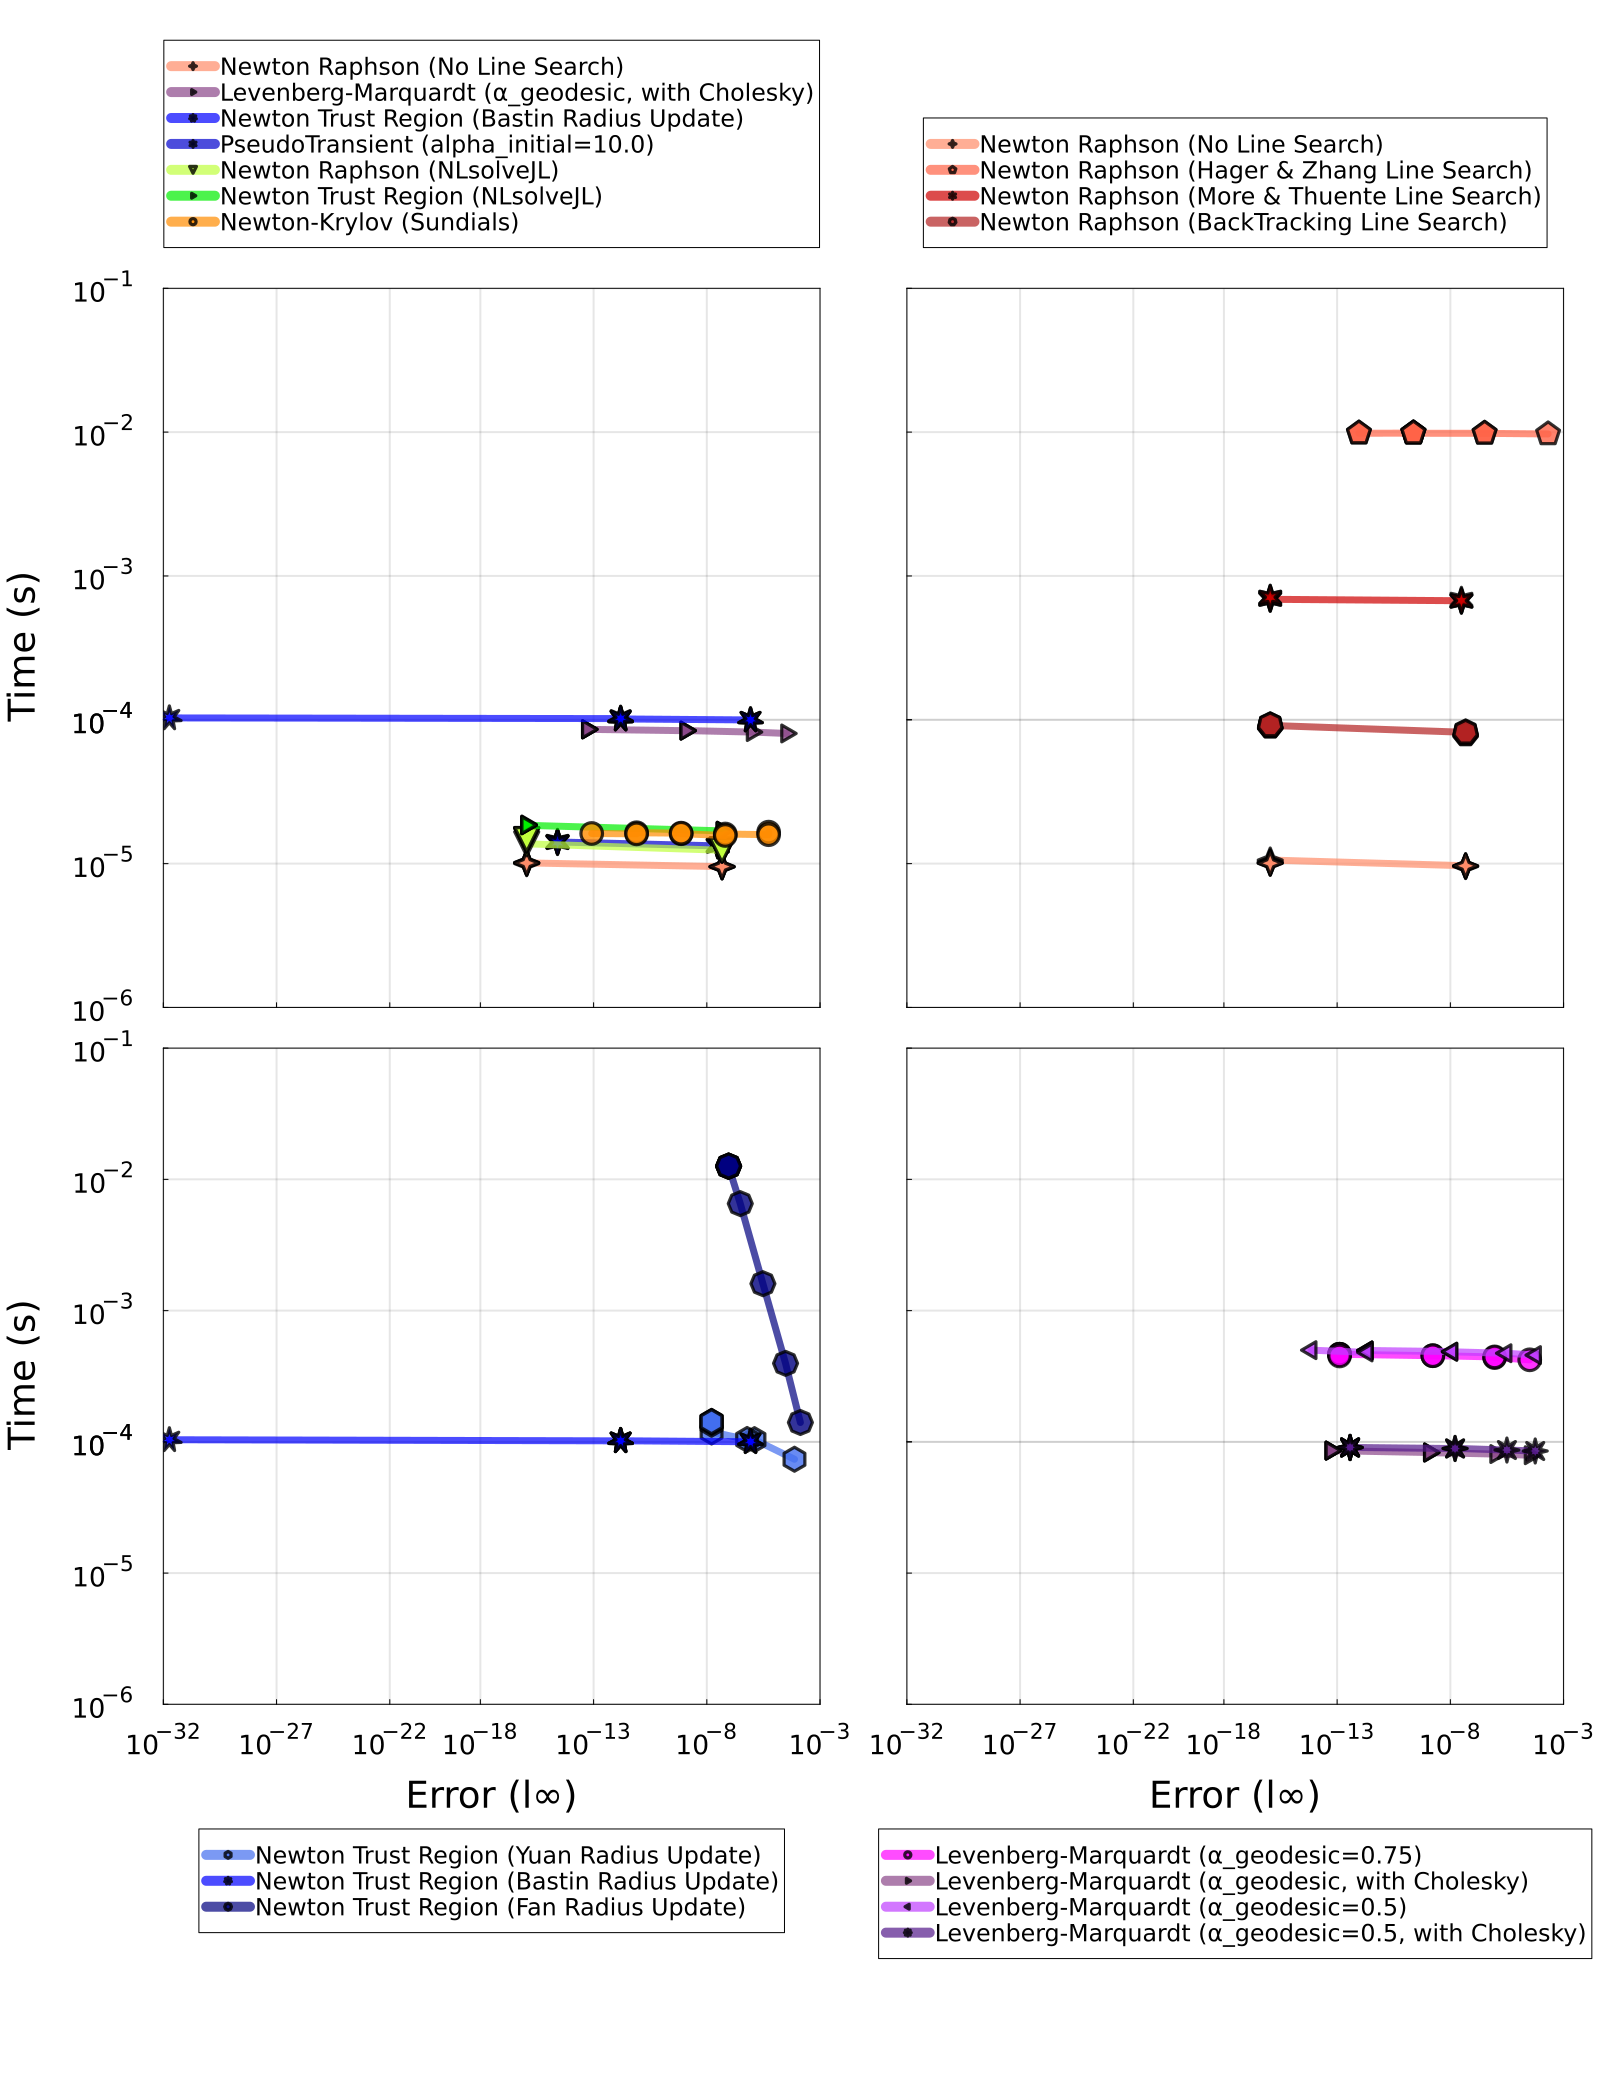 Newton Raphson (No Line Search)
Levenberg-Marquardt (α_geodesic, with Cholesky)
Newton Trust Region (Bastin Radius Update)
PseudoTransient (alpha_initial=10.0)
Newton Raphson (NLsolveJL)
Newton Trust Region (NLsolveJL)
Newton-Krylov (Sundials)
Newton Raphson (No Line Search)
Newton Raphson (Hager & Zhang Line Search)
Newton Raphson (More & Thuente Line Search)
Newton Raphson (BackTracking Line Search)
10⁻¹
10⁻²
10⁻³
10⁻⁴
10⁻⁵
10⁻⁶
Time (s)
10⁻¹
10⁻²
10⁻³
10⁻⁴
10⁻⁵
10⁻⁶
Time (s)
10⁻³² 10⁻²⁷ 10⁻²² 10⁻¹⁸ 10⁻¹³ 10⁻⁸ 10⁻³
Error (l∞)
10⁻³² 10⁻²⁷ 10⁻²² 10⁻¹⁸ 10⁻¹³ 10⁻⁸ 10⁻³
Error (l∞)
Newton Trust Region (Yuan Radius Update)
Newton Trust Region (Bastin Radius Update)
Newton Trust Region (Fan Radius Update)
Levenberg-Marquardt (α_geodesic=0.75)
Levenberg-Marquardt (α_geodesic, with Cholesky)
Levenberg-Marquardt (α_geodesic=0.5)
Levenberg-Marquardt (α_geodesic=0.5, with Cholesky)